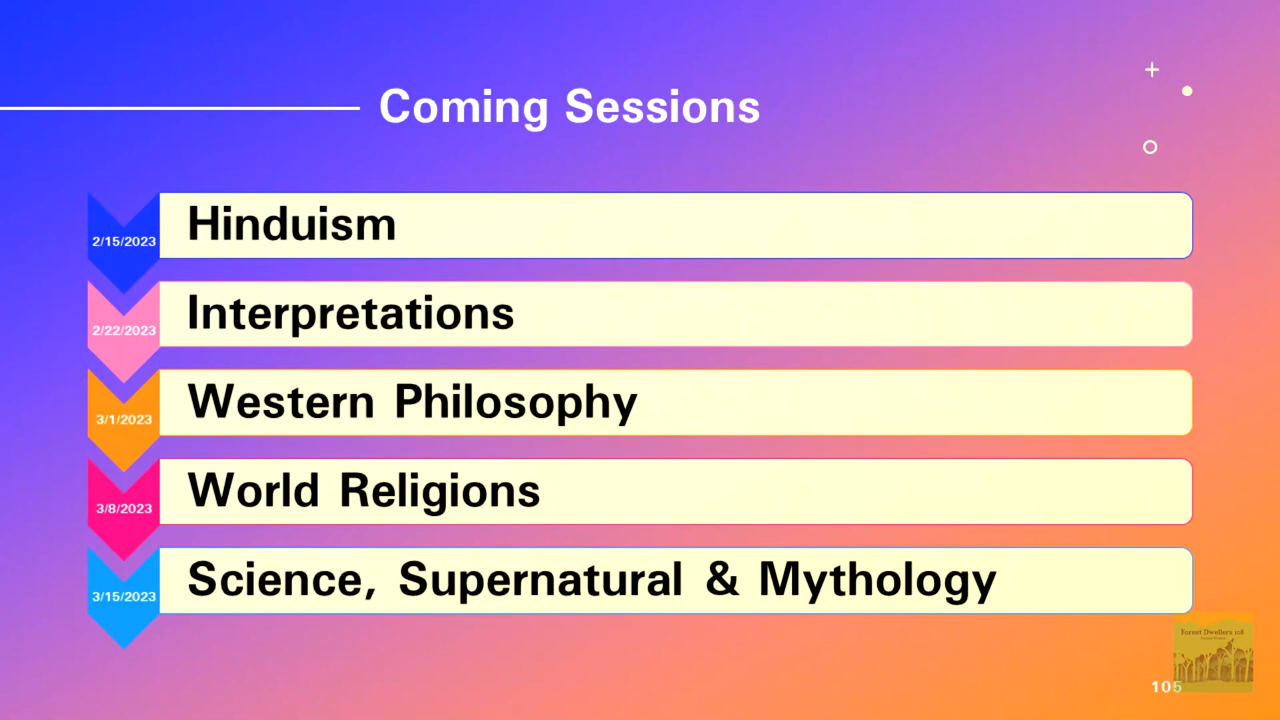 Coming Sessions
2/15/2023
Hinduism
2/22/2023
Interpretations
3/1/2023
Western Philosophy
3/8/2023
World Religions
3/15/2023
Science, Supernatural & Mythology
Forest Dwellers 108
105